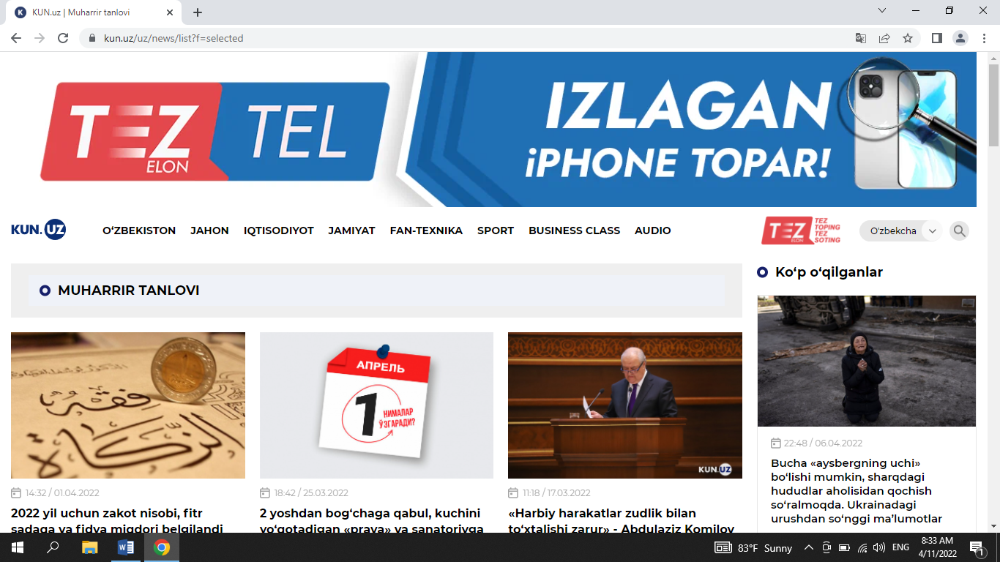 KUN.uz | Muharrir tanlovi
kun.uz/uz/news/list?f=selected
TEZ
ELON
TEL
IZLAGAN
iPHONE TOPAR!
KUN.UZ
O‘ZBEKISTON JAHON IQTISODIYOT JAMIYAT FAN-TEXNIKA SPORT BUSINESS CLASS AUDIO
TEZ
ELON
TEZ
TOPING
TEZ
SOTING
O‘zbekcha
MUHARRIR TANLOVI
Ko‘p o‘qilganlar
فقه
الزكاة
14:32 / 01.04.2022
2022 yil uchun zakot nisobi, fitr
sadaqa va fidya miqdori belgilandi
АПРЕЛЬ
1
НИМАЛАР
ЎЗГАРАДИ?
18:42 / 25.03.2022
2 yoshdan bog‘chaga qabul, kuchini
yo‘qotadigan «prava» va sanatoriyga
KUN.UZ
11:18 / 17.03.2022
«Harbiy harakatlar zudlik bilan
to‘xtalishi zarur» - Abdulaziz Komilov
22:48 / 06.04.2022
Bucha «aysbergning uchi»
bo‘lishi mumkin, sharqdagi
hududlar aholisidan qochish
so‘ralmoqda. Ukrainadagi
urushdan so‘nggi ma’lumotlar
83°F Sunny
ENG
8:33 AM
4/11/2022
1